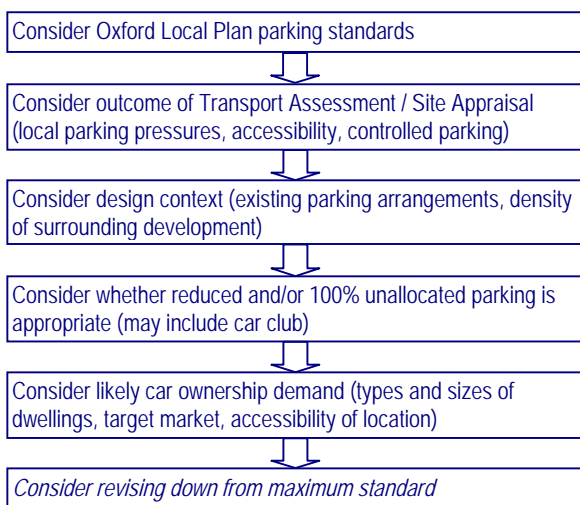 Consider Oxford Local Plan parking standards
Consider outcome of Transport Assessment / Site Appraisal
(local parking pressures, accessibility, controlled parking)
Consider design context (existing parking arrangements, density
of surrounding development)
Consider whether reduced and/or 100% unallocated parking is
appropriate (may include car club)
Consider likely car ownership demand (types and sizes of
dwellings, target market, accessibility of location)
Consider revising down from maximum standard